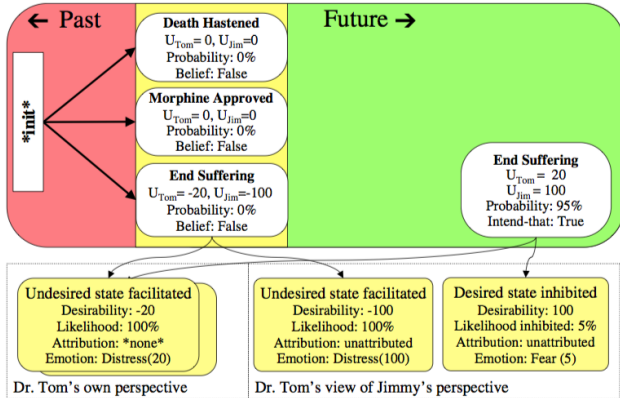 ← Past
Future →
*init*
Death Hastened
U_Tom= 0, U_Jim=0
Probability: 0%
Belief: False
Morphine Approved
U_Tom= 0, U_Jim=0
Probability: 0%
Belief: False
End Suffering
U_Tom= -20, U_Jim=-100
Probability: 0%
Belief: False
End Suffering
U_Tom = 20
U_Jim = 100
Probability: 95%
Intend-that: True
Undesired state facilitated
Desirability: -20
Likelihood: 100%
Attribution: *none*
Emotion: Distress(20)
Dr. Tom's own perspective
Undesired state facilitated
Desirability: -100
Likelihood: 100%
Attribution: unattributed
Emotion: Distress(100)
Desired state inhibited
Desirability: 100
Likelihood inhibited: 5%
Attribution: unattributed
Emotion: Fear (5)
Dr. Tom's view of Jimmy's perspective